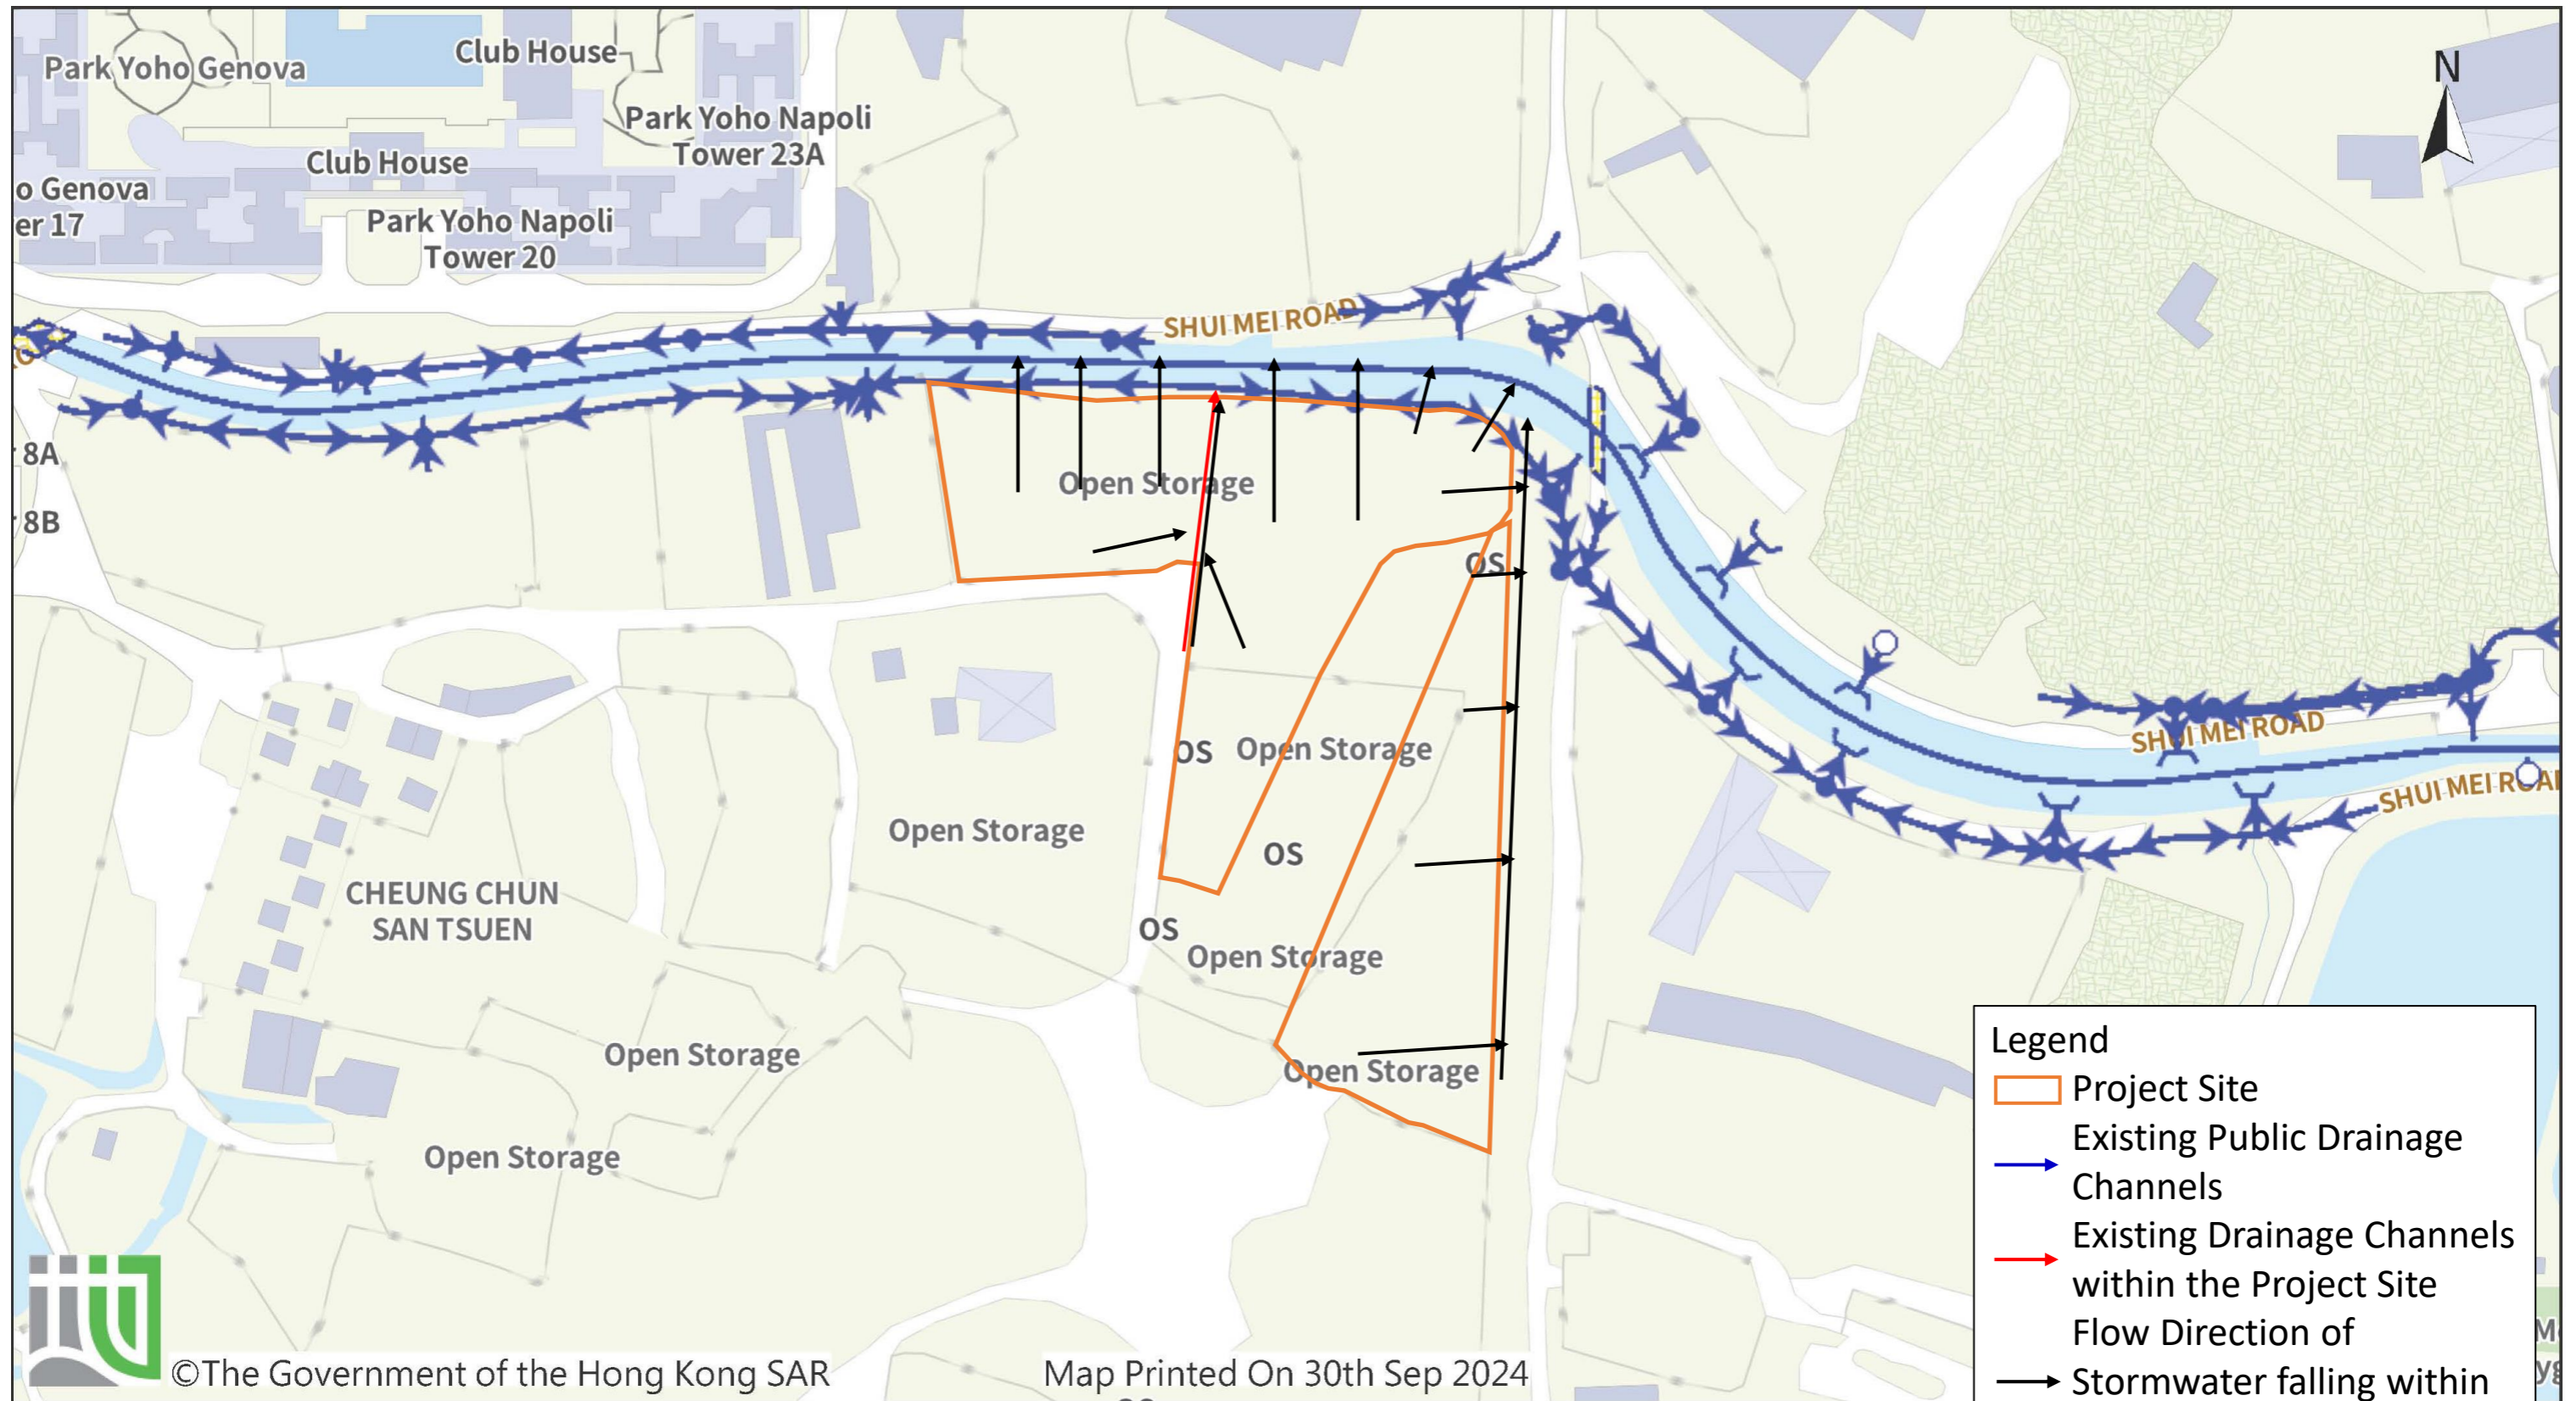 Park Yoho Genova
Club House
Park Yoho Napoli
Tower 23A
Club House
o Genova
er 17
Park Yoho Napoli
Tower 20
N
SHUI MEI ROAD
8A
8B
Open Storage
OS
OS
Open Storage
OS
Open Storage
OS
Open Storage
Open Storage
CHEUNG CHUN
SAN TSUEN
Open Storage
Open Storage
SHUI MEI ROAD
SHUI MEI ROA
Legend
Project Site
Existing Public Drainage
Channels
Existing Drainage Channels
within the Project Site
Flow Direction of
Stormwater falling within
©The Government of the Hong Kong SAR
Map Printed On 30th Sep 2024